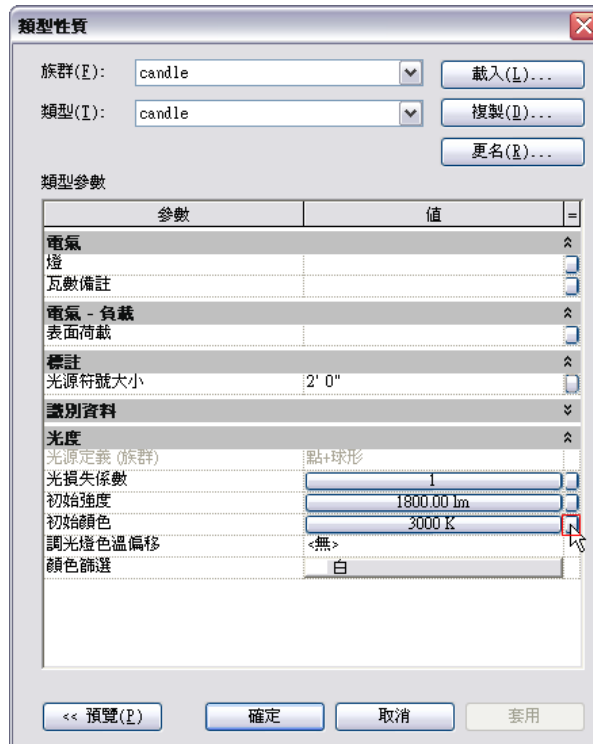 類型性質
族群(F): candle 載入(L)...
類型(T): candle 複製(D)...
更名(R)...
類型參數
參數 值 =
電氣
燈
瓦數備註
電氣 - 負載
表面荷載
標註
光源符號大小 2' 0"
識別資料
光度
光源定義 (族群) 點+球形
光損失係數 1
初始強度 1800.00 lm
初始顏色 3000 K
調光燈色溫偏移 <無>
顏色篩選 白
<< 預覽(P) 確定 取消 套用